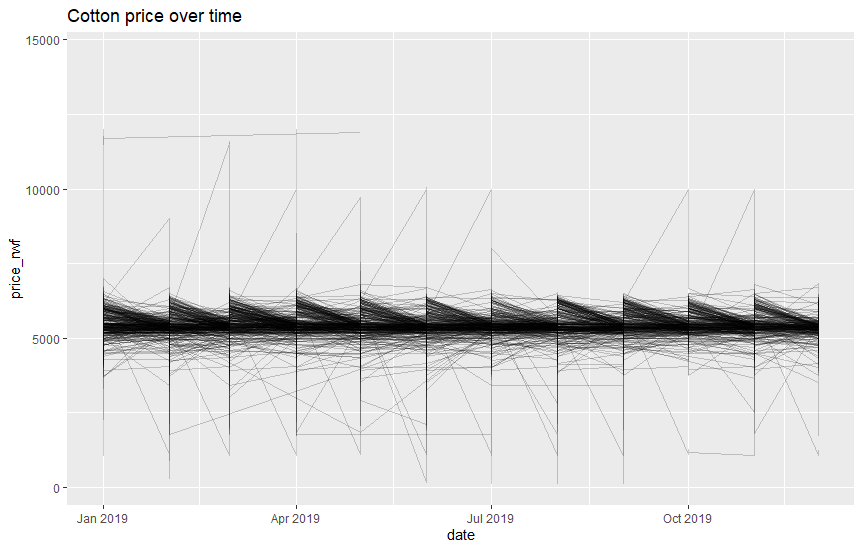 Cotton price over time
15000
10000
5000
0
price_rwf
Jan 2019
Apr 2019
Jul 2019
Oct 2019
date